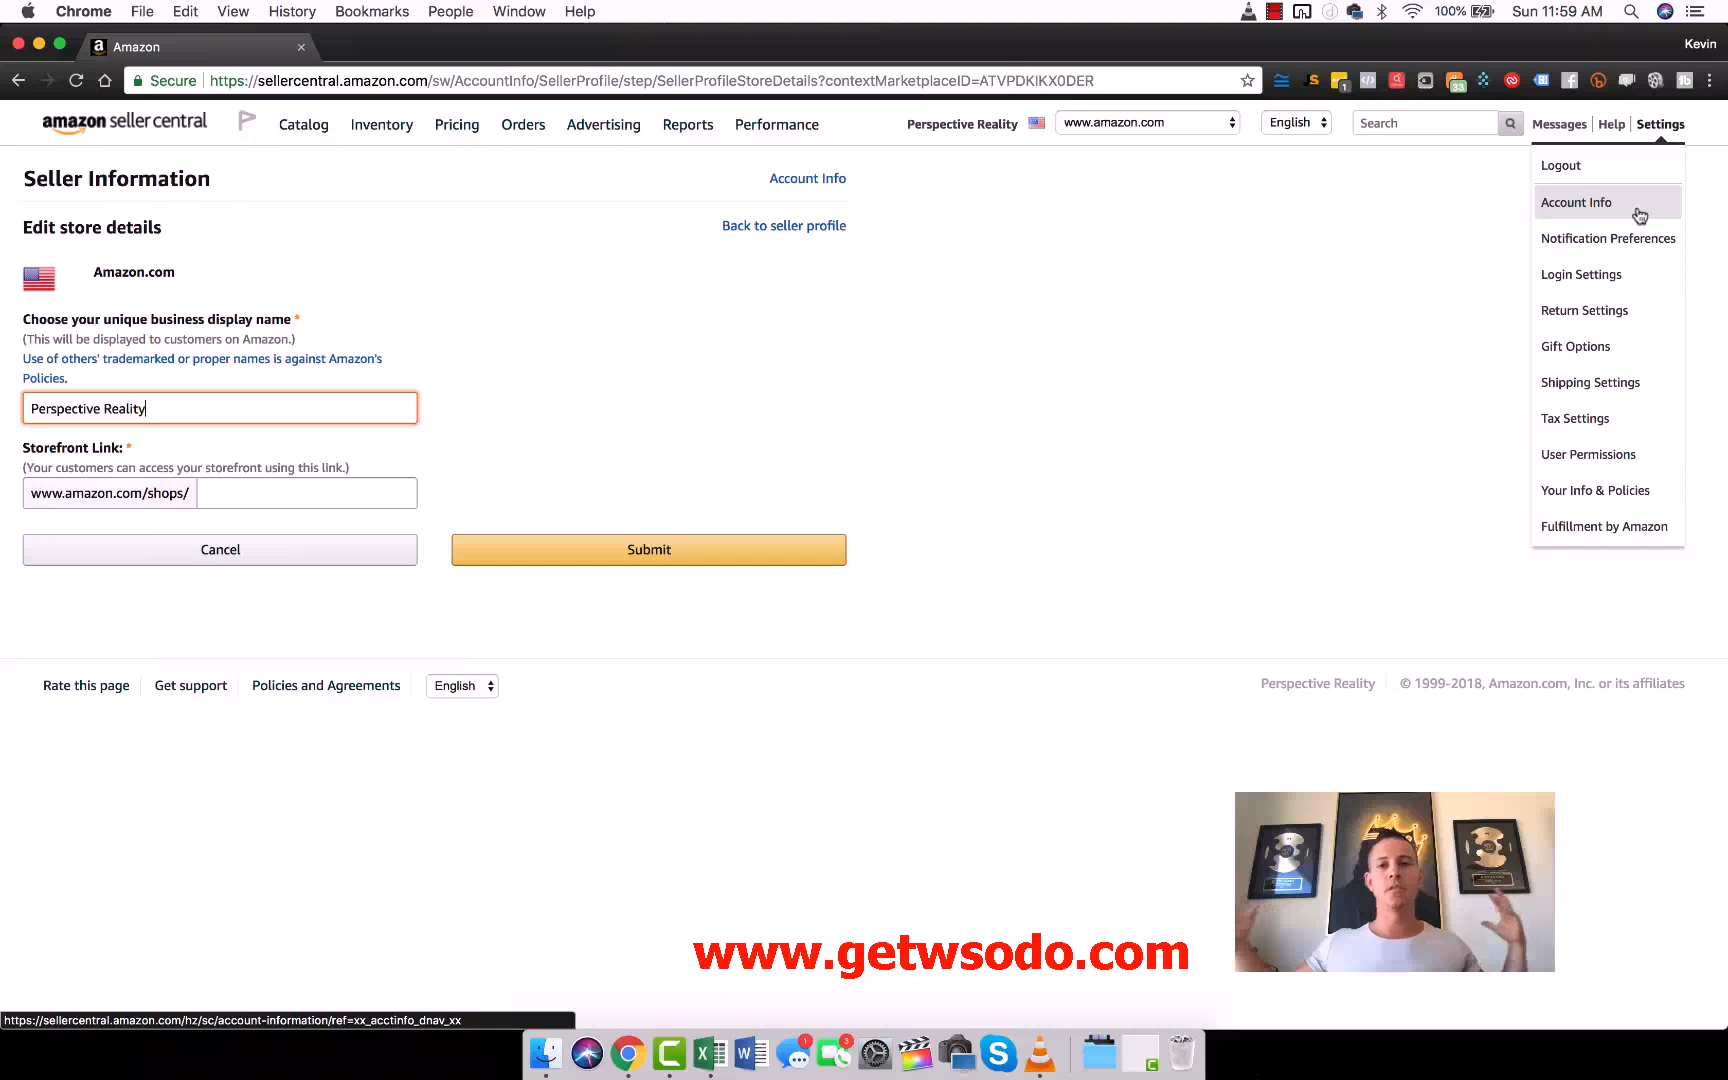 Chrome File Edit View History Bookmarks People Window Help 100% Sun 11:59 AM
Amazon Kevin
Secure https://sellercentral.amazon.com/sw/AccountInfo/SellerProfile/step/SellerProfileStoreDetails?contextMarketplaceID=ATVPDKIKX0DER
amazon seller central Catalog Inventory Pricing Orders Advertising Reports Performance Perspective Reality www.amazon.com English Search Messages Help Settings
Seller Information Account Info
Edit store details Back to seller profile
Amazon.com
Choose your unique business display name *
(This will be displayed to customers on Amazon.)
Use of others' trademarked or proper names is against Amazon's
Policies.
Perspective Reality
Storefront Link: *
(Your customers can access your storefront using this link.)
www.amazon.com/shops/
Cancel Submit
Logout
Account Info
Notification Preferences
Login Settings
Return Settings
Gift Options
Shipping Settings
Tax Settings
User Permissions
Your Info & Policies
Fulfillment by Amazon
Rate this page Get support Policies and Agreements English Perspective Reality © 1999-2018, Amazon.com, Inc. or its affiliates
www.getwsodo.com
https://sellercentral.amazon.com/hz/sc/account-information/ref=xx_acctinfo_dnav_xx